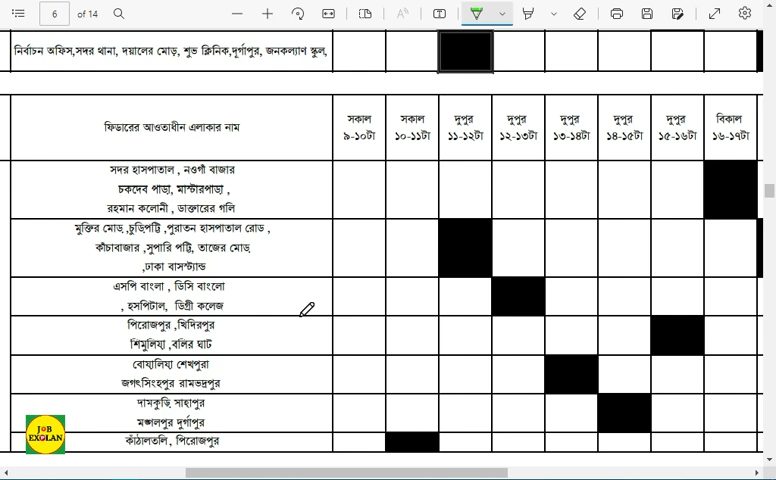 6 of 14
নির্বাচন অফিস,সদর থানা, দয়ালের মোড়, শুভ ক্লিনিক,দূর্গাপুর, জনকল্যাণ স্কুল,
ফিডারের আওতাধীন এলাকার নাম
সকাল ৯-১০টা
সকাল ১০-১১টা
দুপুর ১১-১২টা
দুপুর ১২-১৩টা
দুপুর ১৩-১৪টা
দুপুর ১৪-১৫টা
দুপুর ১৫-১৬টা
বিকাল ১৬-১৭টা
সদর হাসপাতাল , নওগাঁ বাজার
চকদেব পাড়া, মাস্টারপাড়া ,
রহমান কলোনী , ডাক্তারের গলি
মুক্তির মোড় ,চুড়িপট্টি ,পুরাতন হাসপাতাল রোড ,
কাঁচাবাজার ,সুপারি পট্টি, তাজের মোড়
,ঢাকা বাসস্ট্যান্ড
এসপি বাংলা , ডিসি বাংলো
, হসপিটাল, ডিগ্রী কলেজ
পিরোজপুর ,খিদিরপুর
শিমুলিয়া ,বলির ঘাট
বোয়ালিয়া শেখপুরা
জগৎসিংহপুর রামভদ্রপুর
দামকুড়ি সাহাপুর
মঙ্গলপুর দুর্গাপুর
কাঁঠালতলি, পিরোজপুর
JOB
EXPLAN